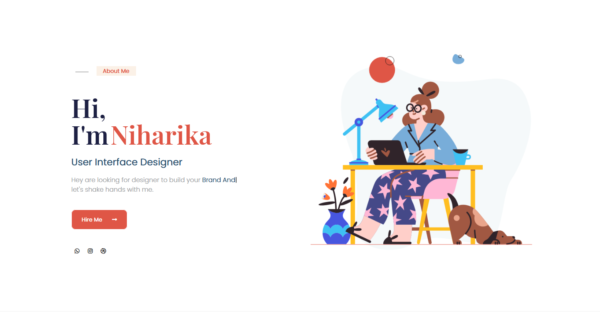 About Me
Hi,
I'm Niharika
User Interface Designer
Hey are looking for designer to build your Brand And|
let's shake hands with me.
Hire Me